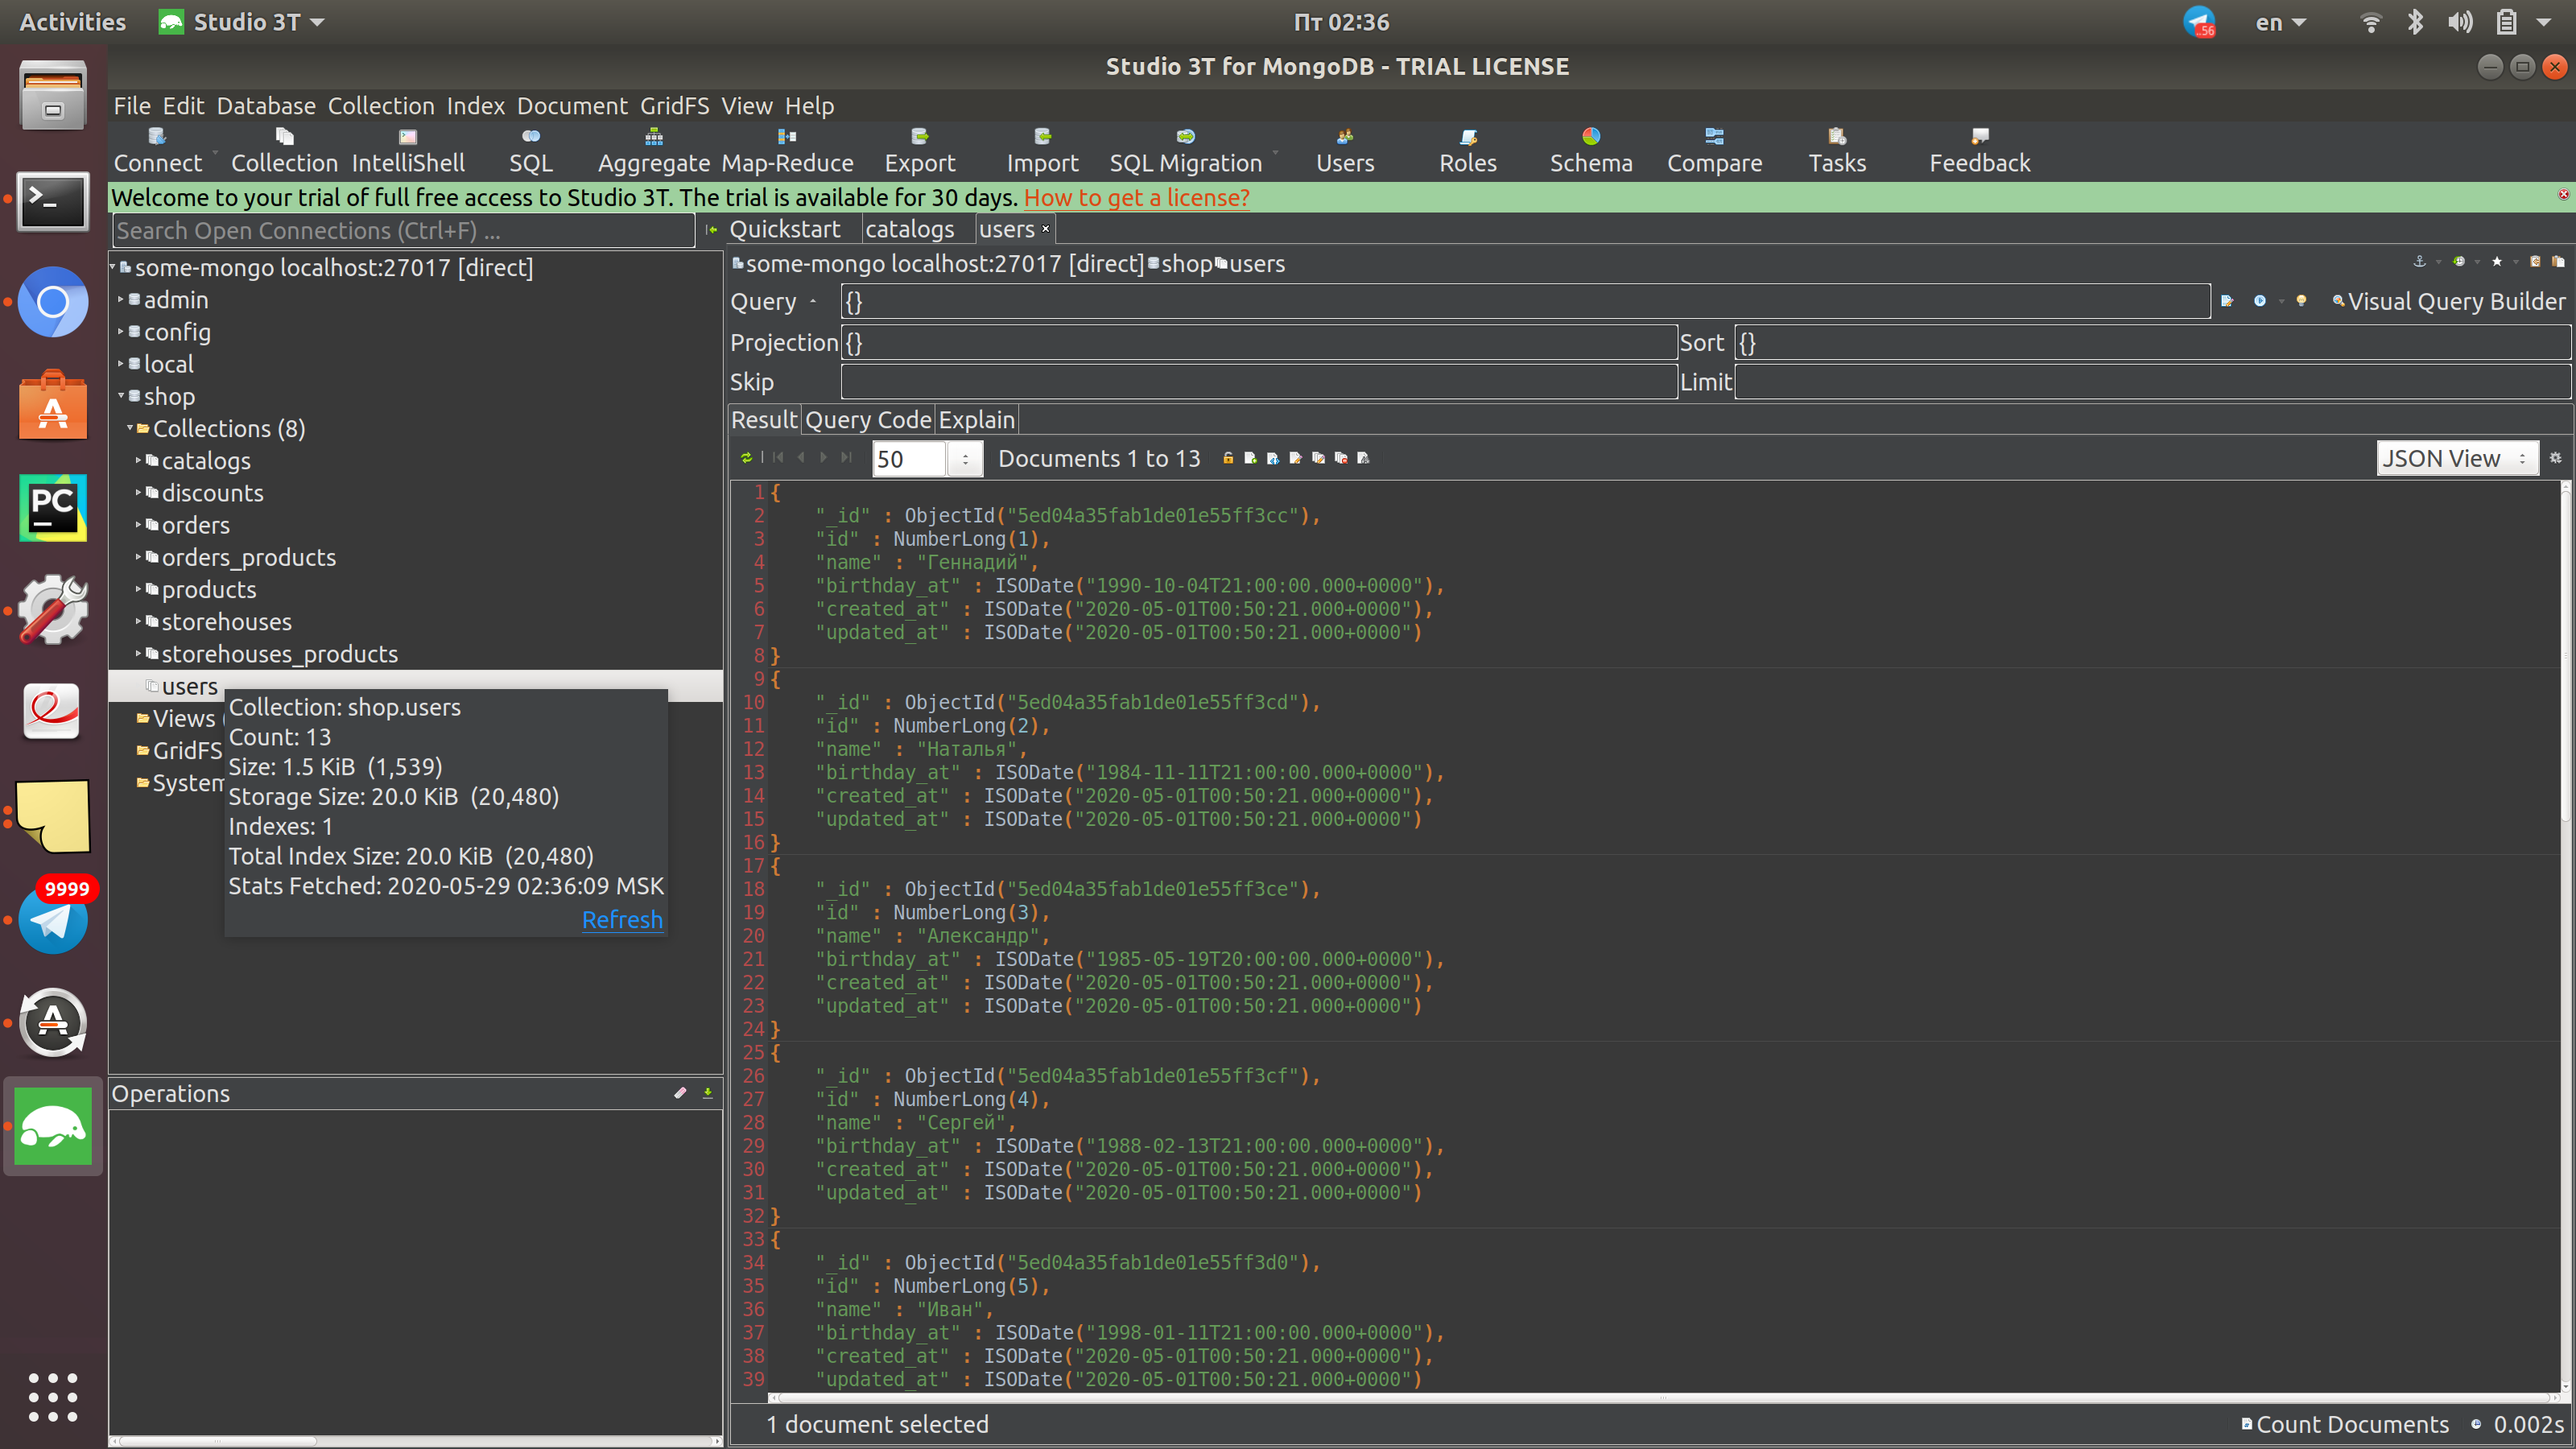 Activities
Studio 3T
Пт 02:36
56
en
Studio 3T for MongoDB - TRIAL LICENSE
File Edit Database Collection Index Document GridFS View Help
Connect Collection IntelliShell SQL Aggregate Map-Reduce Export Import SQL Migration Users Roles Schema Compare Tasks Feedback
Welcome to your trial of full free access to Studio 3T. The trial is available for 30 days. How to get a license?
Search Open Connections (Ctrl+F) ...
some-mongo localhost:27017 [direct]
admin
config
local
shop
Collections (8)
catalogs
discounts
orders
orders_products
products
storehouses
storehouses_products
users
Views (
GridFS
System
Collection: shop.users
Count: 13
Size: 1.5 KiB (1,539)
Storage Size: 20.0 KiB (20,480)
Indexes: 1
Total Index Size: 20.0 KiB (20,480)
Stats Fetched: 2020-05-29 02:36:09 MSK
Refresh
PC
9999
Operations
Quickstart catalogs users
some-mongo localhost:27017 [direct] shop users
Query {} Visual Query Builder
Projection {} Sort {}
Skip Limit
Result Query Code Explain
50 Documents 1 to 13 JSON View
1 {
2 "_id" : ObjectId("5ed04a35fab1de01e55ff3cc"),
3 "id" : NumberLong(1),
4 "name" : "Геннадий",
5 "birthday_at" : ISODate("1990-10-04T21:00:00.000+0000"),
6 "created_at" : ISODate("2020-05-01T00:50:21.000+0000"),
7 "updated_at" : ISODate("2020-05-01T00:50:21.000+0000")
8 }
9 {
10 "_id" : ObjectId("5ed04a35fab1de01e55ff3cd"),
11 "id" : NumberLong(2),
12 "name" : "Наталья",
13 "birthday_at" : ISODate("1984-11-11T21:00:00.000+0000"),
14 "created_at" : ISODate("2020-05-01T00:50:21.000+0000"),
15 "updated_at" : ISODate("2020-05-01T00:50:21.000+0000")
16 }
17 {
18 "_id" : ObjectId("5ed04a35fab1de01e55ff3ce"),
19 "id" : NumberLong(3),
20 "name" : "Александр",
21 "birthday_at" : ISODate("1985-05-19T20:00:00.000+0000"),
22 "created_at" : ISODate("2020-05-01T00:50:21.000+0000"),
23 "updated_at" : ISODate("2020-05-01T00:50:21.000+0000")
24 }
25 {
26 "_id" : ObjectId("5ed04a35fab1de01e55ff3cf"),
27 "id" : NumberLong(4),
28 "name" : "Сергей",
29 "birthday_at" : ISODate("1988-02-13T21:00:00.000+0000"),
30 "created_at" : ISODate("2020-05-01T00:50:21.000+0000"),
31 "updated_at" : ISODate("2020-05-01T00:50:21.000+0000")
32 }
33 {
34 "_id" : ObjectId("5ed04a35fab1de01e55ff3d0"),
35 "id" : NumberLong(5),
36 "name" : "Иван",
37 "birthday_at" : ISODate("1998-01-11T21:00:00.000+0000"),
38 "created_at" : ISODate("2020-05-01T00:50:21.000+0000"),
39 "updated_at" : ISODate("2020-05-01T00:50:21.000+0000")
1 document selected
Count Documents 0.002s